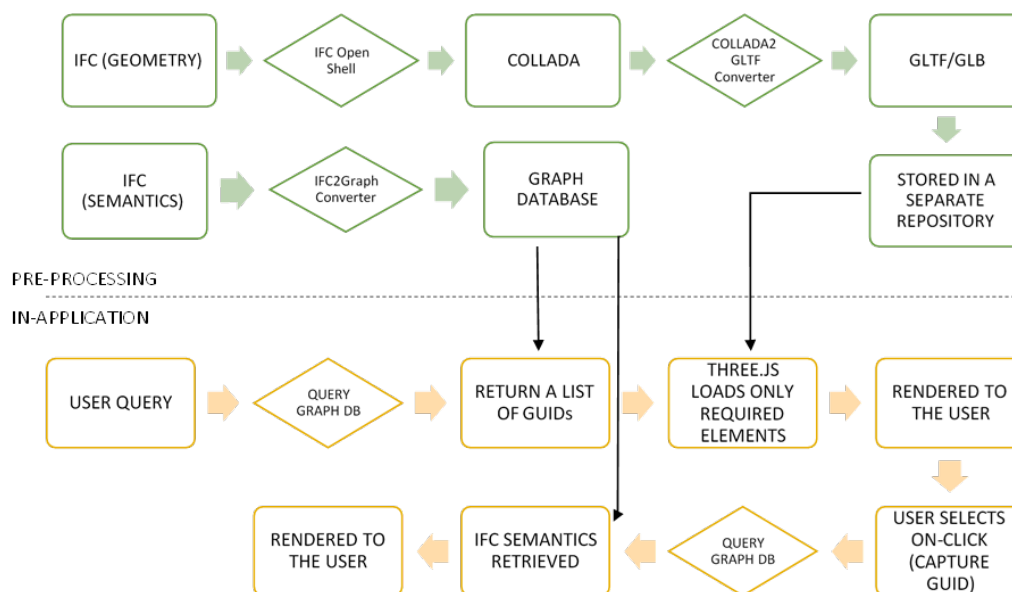 IFC (GEOMETRY)
IFC Open
Shell
COLLADA
COLLADA2
GLTF
Converter
GLTF/GLB
IFC
(SEMANTICS)
IFC2Graph
Converter
GRAPH
DATABASE
STORED IN A
SEPARATE
REPOSITORY
PRE-PROCESSING
IN-APPLICATION
USER QUERY
QUERY
GRAPH DB
RETURN A LIST
OF GUIDs
THREE.JS
LOADS ONLY
REQUIRED
ELEMENTS
RENDERED TO
THE USER
RENDERED TO
THE USER
IFC SEMANTICS
RETRIEVED
QUERY
GRAPH DB
USER SELECTS
ON-CLICK
(CAPTURE
GUID)